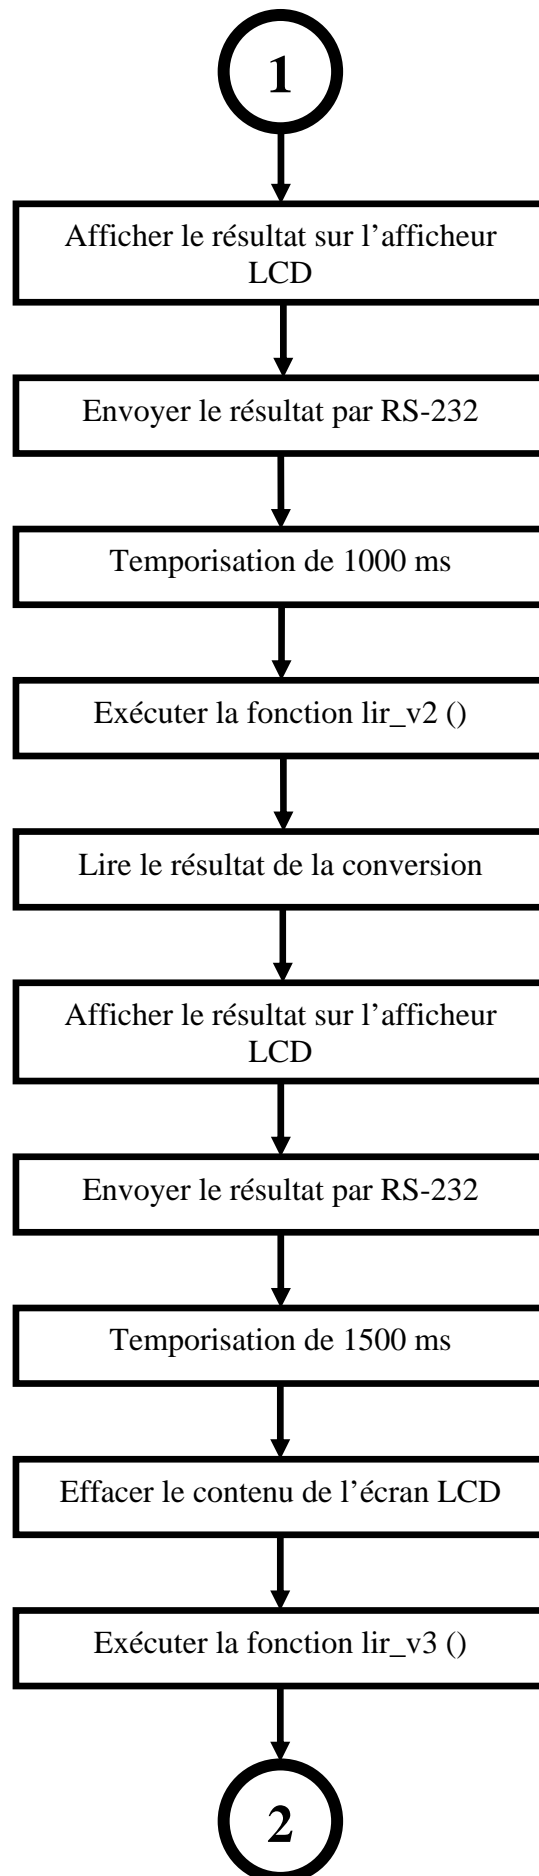 1
Afficher le résultat sur l’afficheur
LCD
Envoyer le résultat par RS-232
Temporisation de 1000 ms
Exécuter la fonction lir_v2 ()
Lire le résultat de la conversion
Afficher le résultat sur l’afficheur
LCD
Envoyer le résultat par RS-232
Temporisation de 1500 ms
Effacer le contenu de l’écran LCD
Exécuter la fonction lir_v3 ()
2